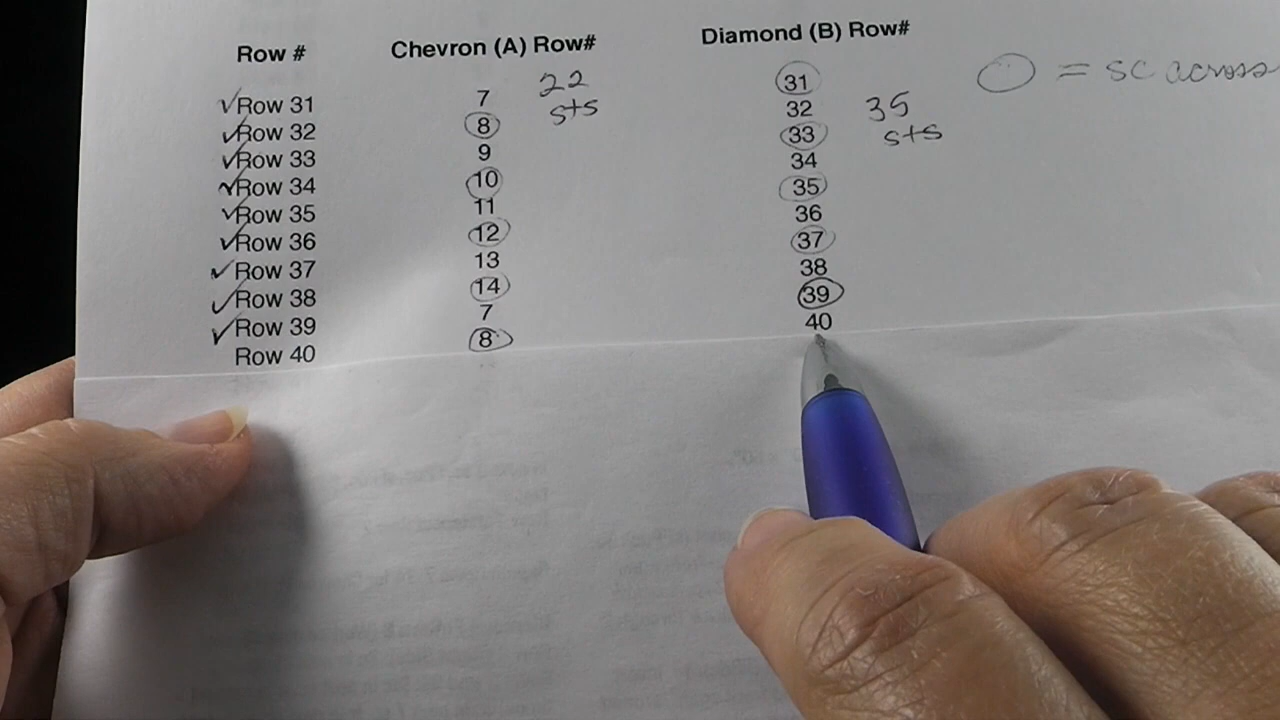 Row # Chevron (A) Row# Diamond (B) Row#
Row 31 7 22 31 = sc across
Row 32 8 sts 32 35
Row 33 9 33 sts
Row 34 10 34
Row 35 11 35
Row 36 12 36
Row 37 13 37
Row 38 14 38
Row 39 7 39
Row 40 8 40